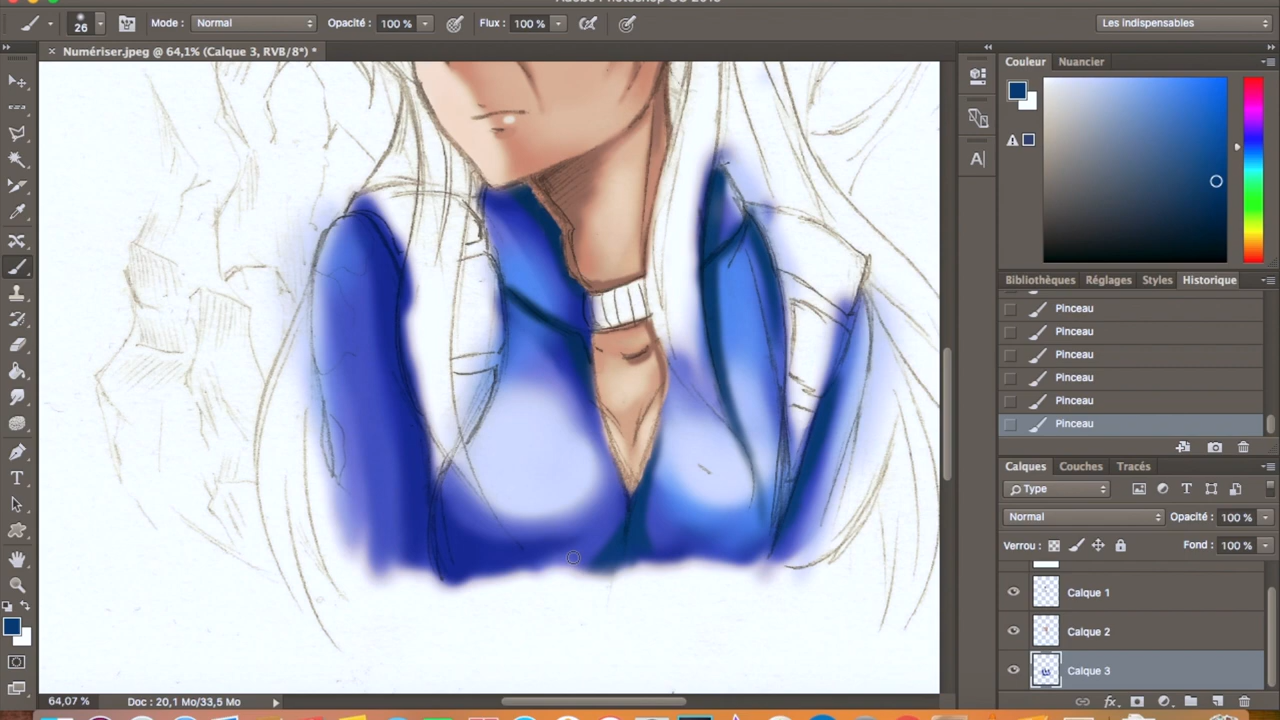 26 Mode : Normal Opacité : 100 % Flux : 100 % Les indispensables
× Numériser.jpeg @ 64,1% (Calque 3, RVB/8*) *
Couleur Nuancier
A|
Bibliothèques Réglages Styles Historique
Pinceau
Pinceau
Pinceau
Pinceau
Pinceau
Pinceau
Calques Couches Tracés
Type
Normal Opacité : 100 %
Verrou : Fond : 100 %
Calque 1
Calque 2
Calque 3
fx
T
64,07 % Doc : 20,1 Mo/33,5 Mo